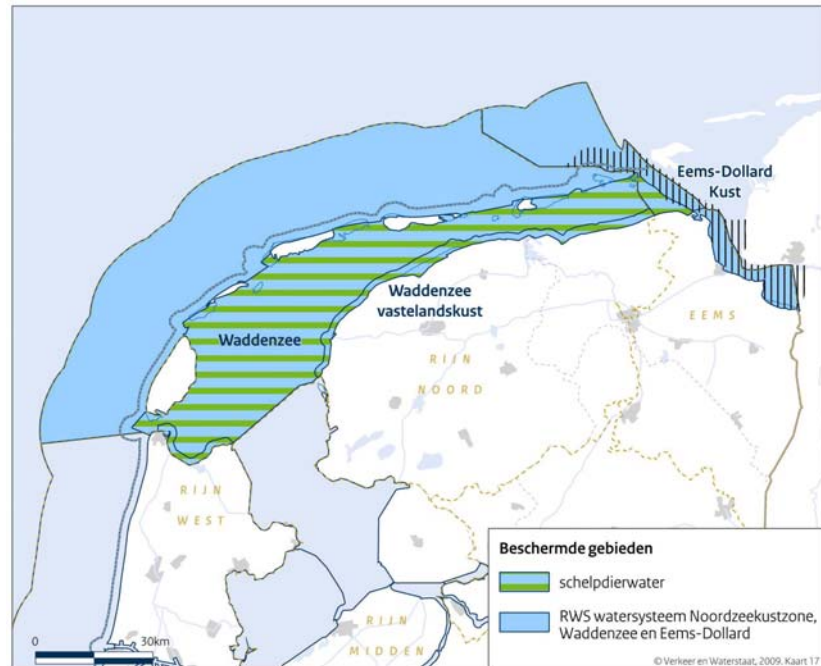 Eems-Dollard
Kust
Waddenzee
vastelandskust
Waddenzee
EEMS
RIJN
NOORD
RIJN
WEST
RIJN
MIDDEN
0 30km
Beschermde gebieden
schelpdierwater
RWS watersysteem Noordzeekustzone,
Waddenzee en Eems-Dollard
© Verkeer en Waterstaat, 2009. Kaart 17